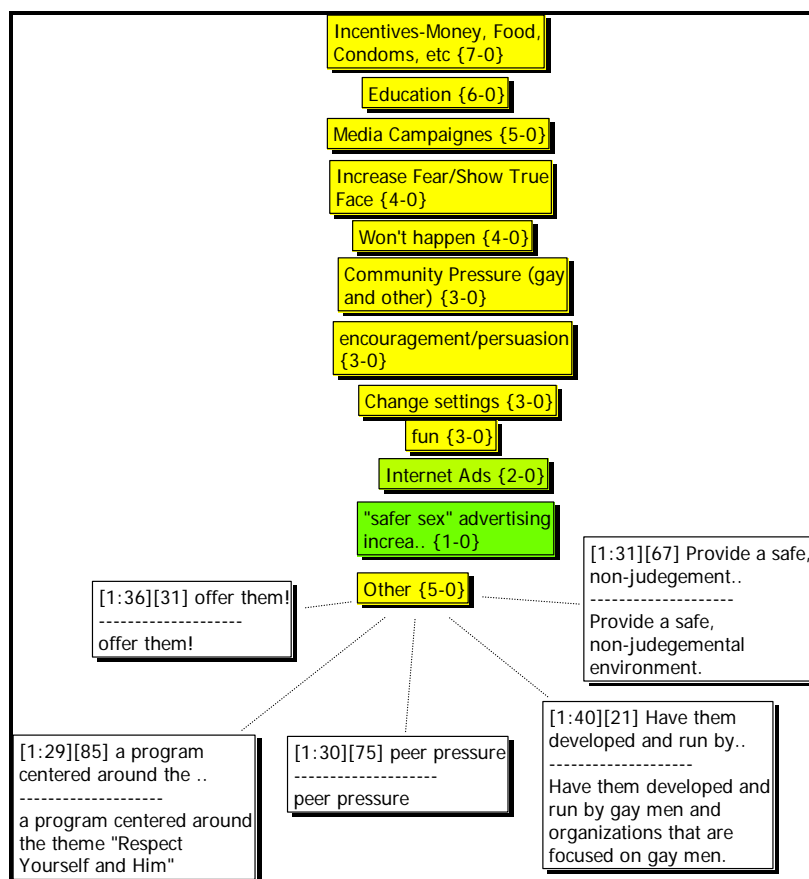 Incentives-Money, Food,
Condoms, etc {7-0}
Education {6-0}
Media Campaignes {5-0}
Increase Fear/Show True
Face {4-0}
Won't happen {4-0}
Community Pressure (gay
and other) {3-0}
encouragement/persuasion
{3-0}
Change settings {3-0}
fun {3-0}
Internet Ads {2-0}
"safer sex" advertising
increa.. {1-0}
Other {5-0}
[1:31][67] Provide a safe,
non-judegement..
--------------------
Provide a safe,
non-judegemental
environment.
[1:36][31] offer them!
--------------------
offer them!
[1:29][85] a program
centered around the ..
--------------------
a program centered around
the theme "Respect
Yourself and Him"
[1:30][75] peer pressure
--------------------
peer pressure
[1:40][21] Have them
developed and run by..
--------------------
Have them developed and
run by gay men and
organizations that are
focused on gay men.